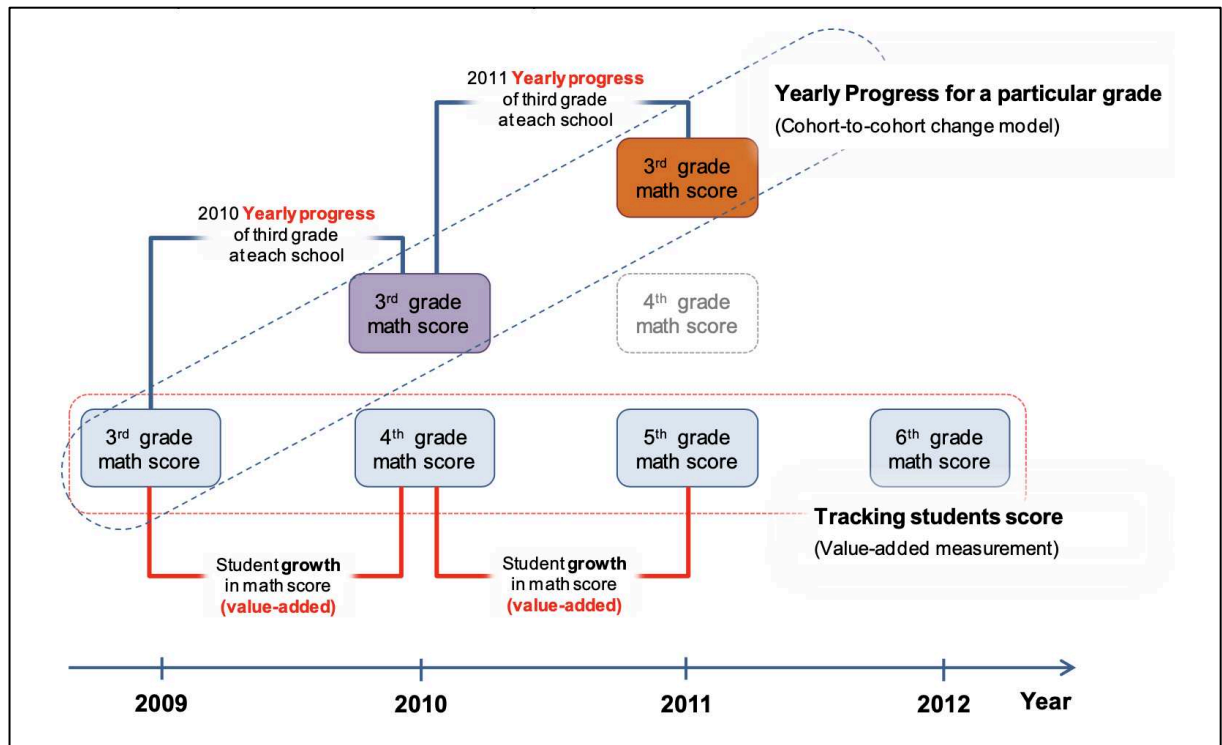 2011 Yearly progress
of third grade
at each school
Yearly Progress for a particular grade
(Cohort-to-cohort change model)
3rd grade
math score
2010 Yearly progress
of third grade
at each school
3rd grade
math score
4th grade
math score
3rd grade
math score
4th grade
math score
5th grade
math score
6th grade
math score
Tracking students score
(Value-added measurement)
Student growth
in math score
(value-added)
Student growth
in math score
(value-added)
2009
2010
2011
2012
Year